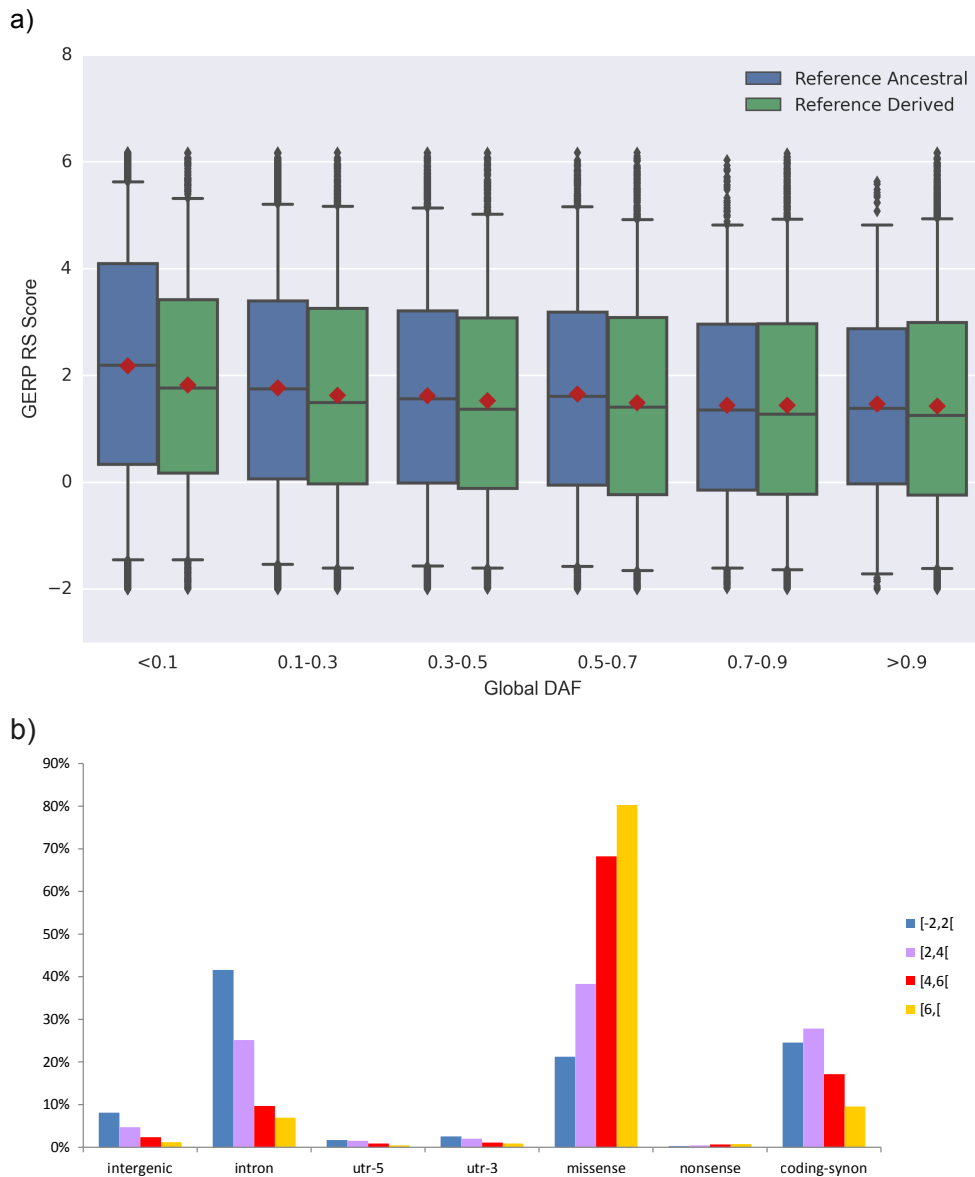 a)
8
6
4
2
0
−2
GERP RS Score
Reference Ancestral
Reference Derived
<0.1 0.1-0.3 0.3-0.5 0.5-0.7 0.7-0.9 >0.9
Global DAF
b)
90%
80%
70%
60%
50%
40%
30%
20%
10%
0%
[-2,2[
[2,4[
[4,6[
[6,[
intergenic intron utr-5 utr-3 missense nonsense coding-synon